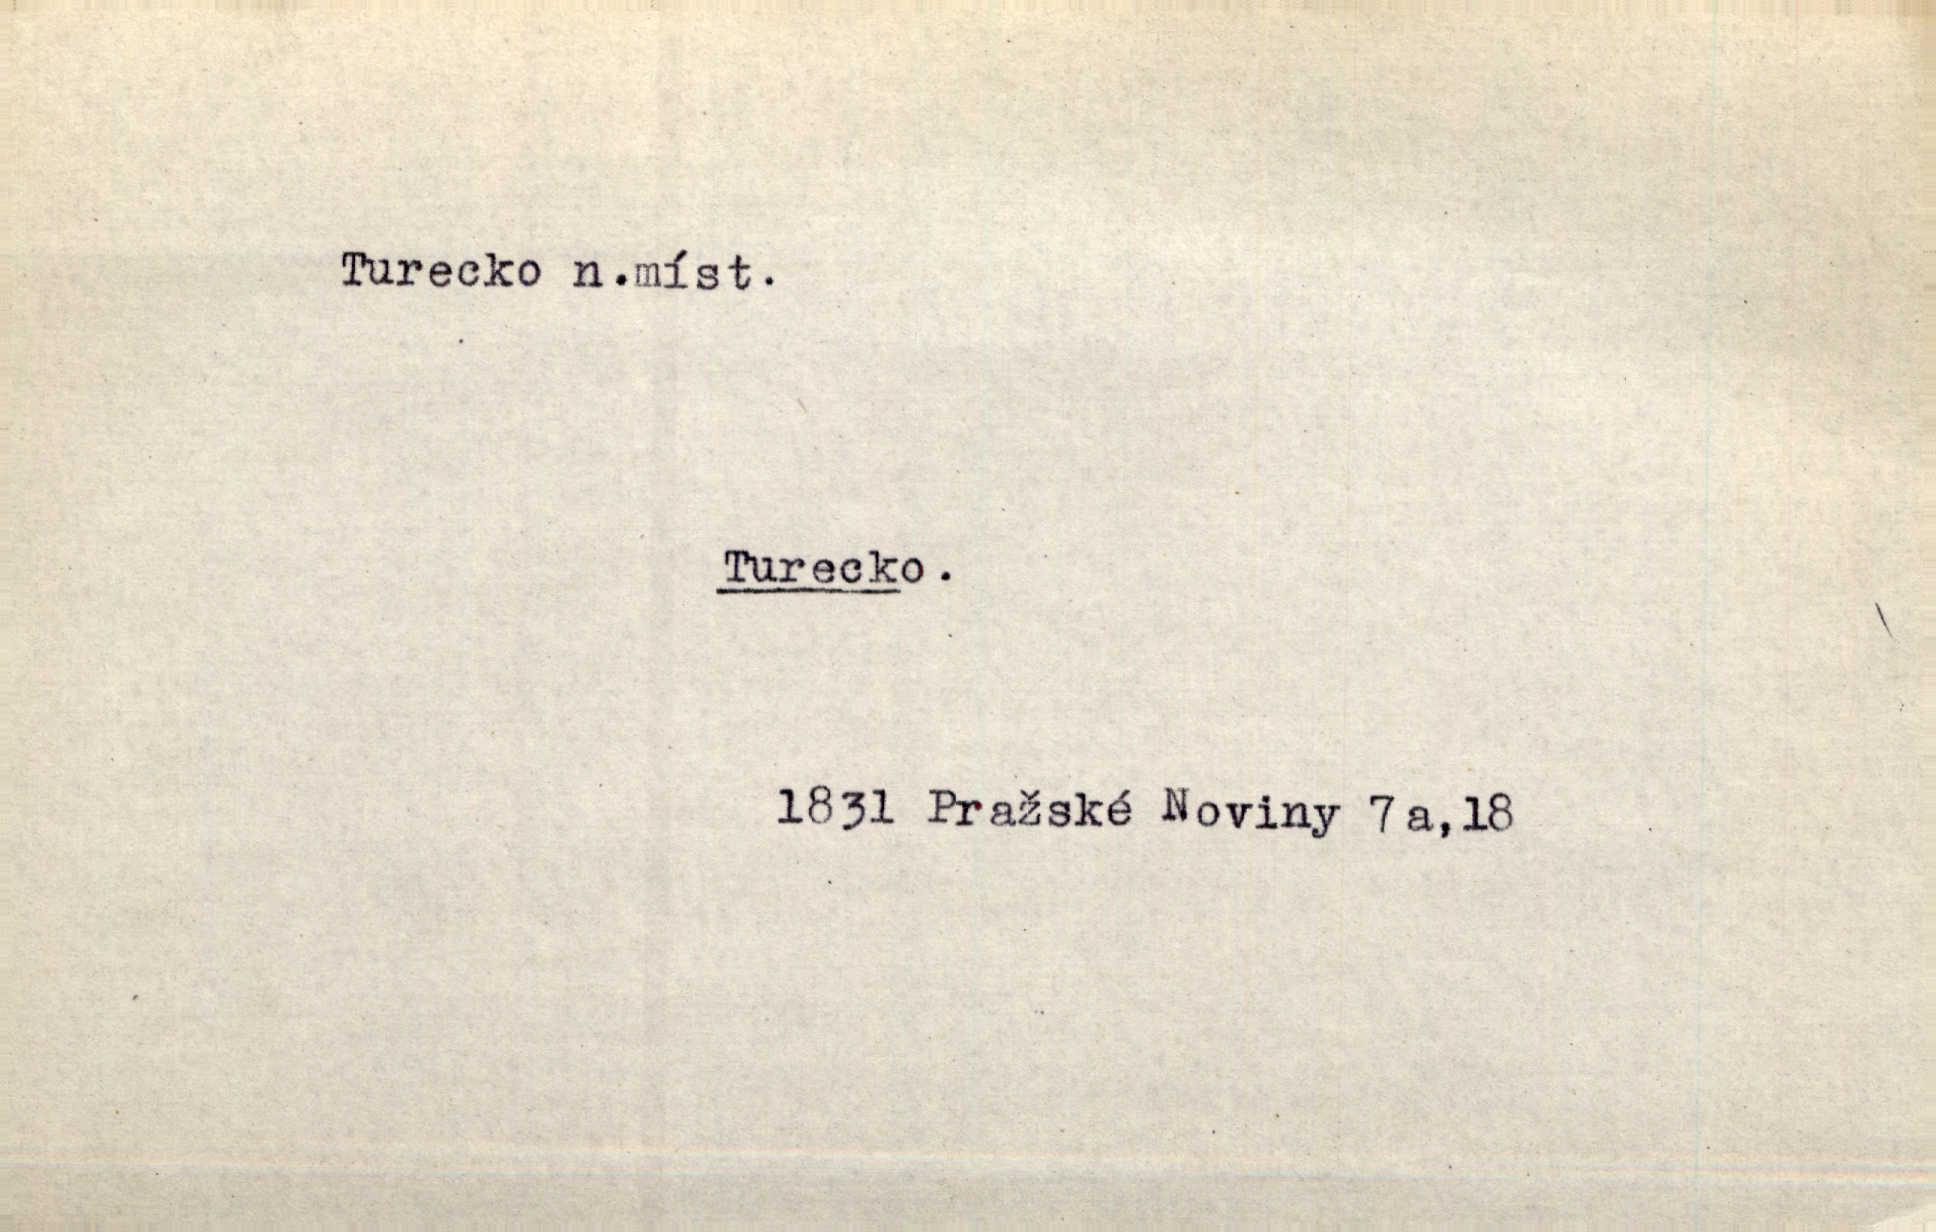 Turecko n.míst.
Turecko.
1831 Pražské Noviny 7a,18